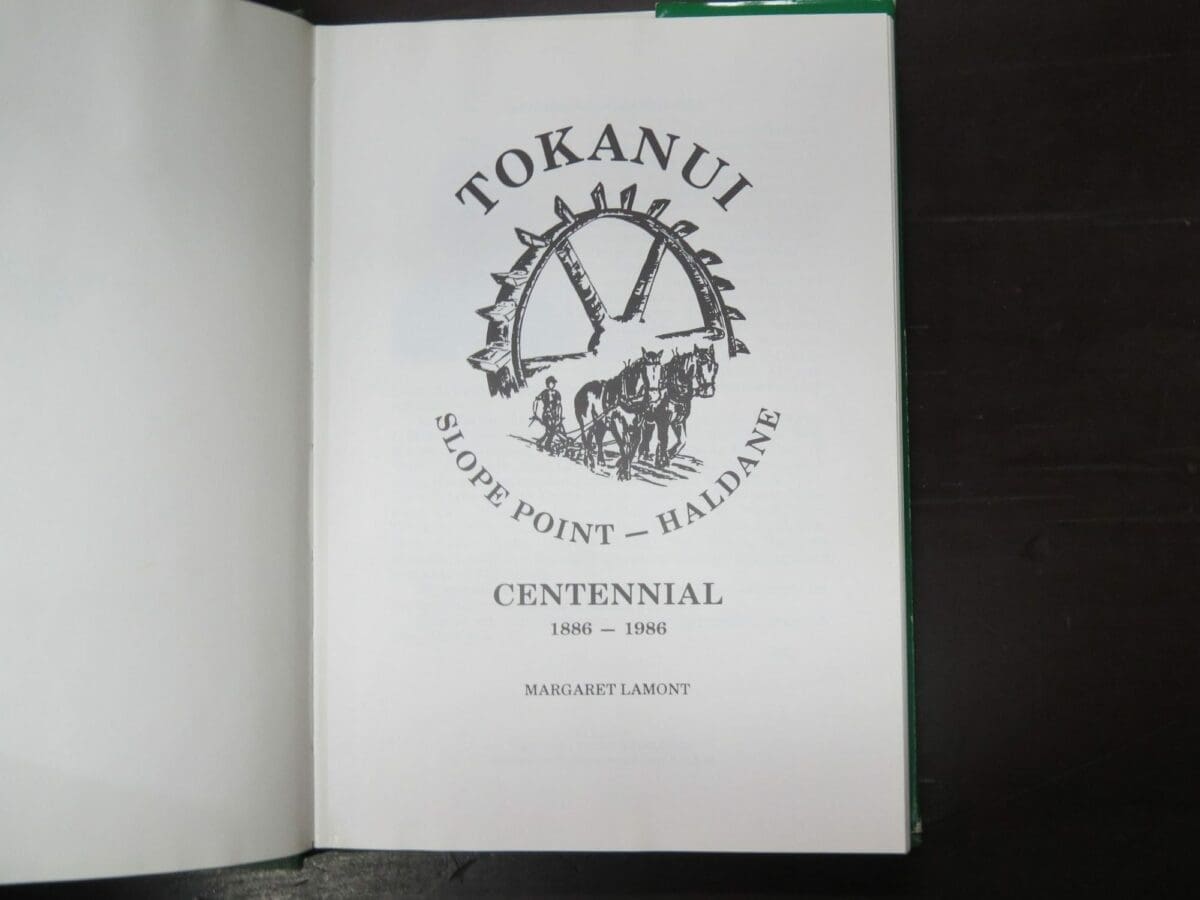 TOKANUI
SLOPE POINT — HALDANE
CENTENNIAL
1886 — 1986
MARGARET LAMONT